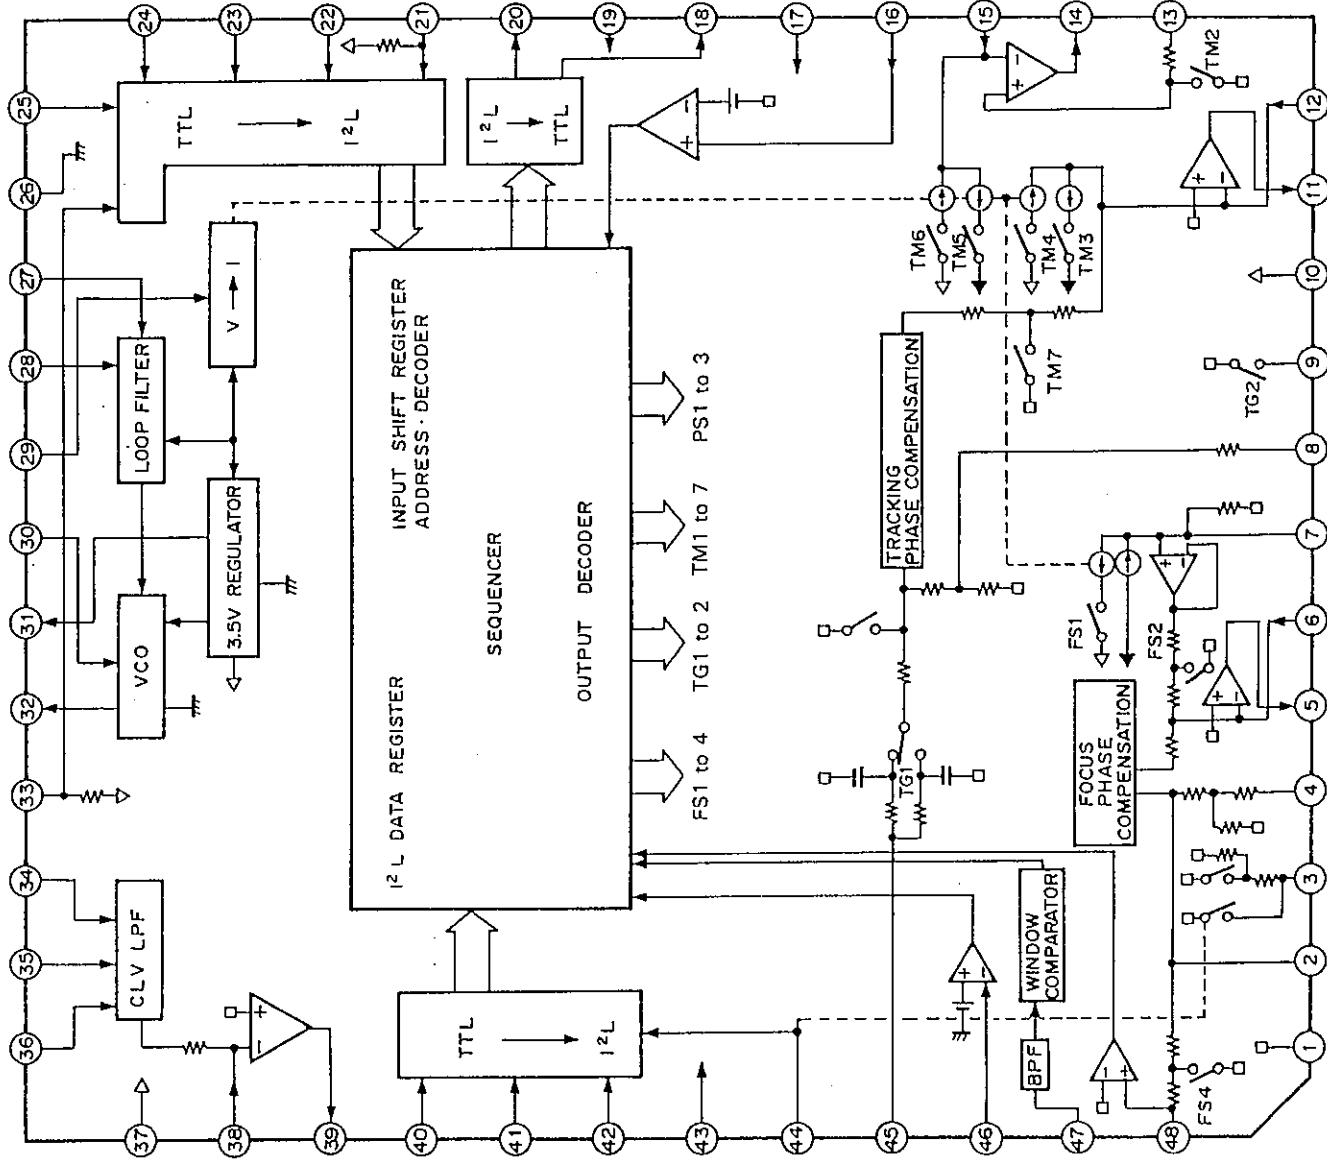 24
23
22
21
20
19
18
17
16
15
14
13
25
26
27
28
29
30
31
32
33
34
35
36
12
11
10
9
8
7
6
5
4
3
2
1
37
38
39
40
41
42
43
44
45
46
47
48
TTL
I²L
I²L
TTL
V
I
LOOP FILTER
3.5V REGULATOR
VCO
CLV LPF
+
−
TTL
I²L
INPUT SHIFT REGISTER
ADDRESS·DECODER
SEQUENCER
I²L DATA REGISTER
OUTPUT DECODER
FS1 to 4
TG1 to 2
TM1 to 7
PS1 to 3
+
−
−
+
TM2
TM6
TM5
TM4
TM3
+
−
TM7
TRACKING
PHASE COMPENSATION
TG2
TG1
FS1
FS2
+
−
+
−
FOCUS
PHASE
COMPENSATION
+
−
WINDOW
COMPARATOR
BPF
−
+
FS4